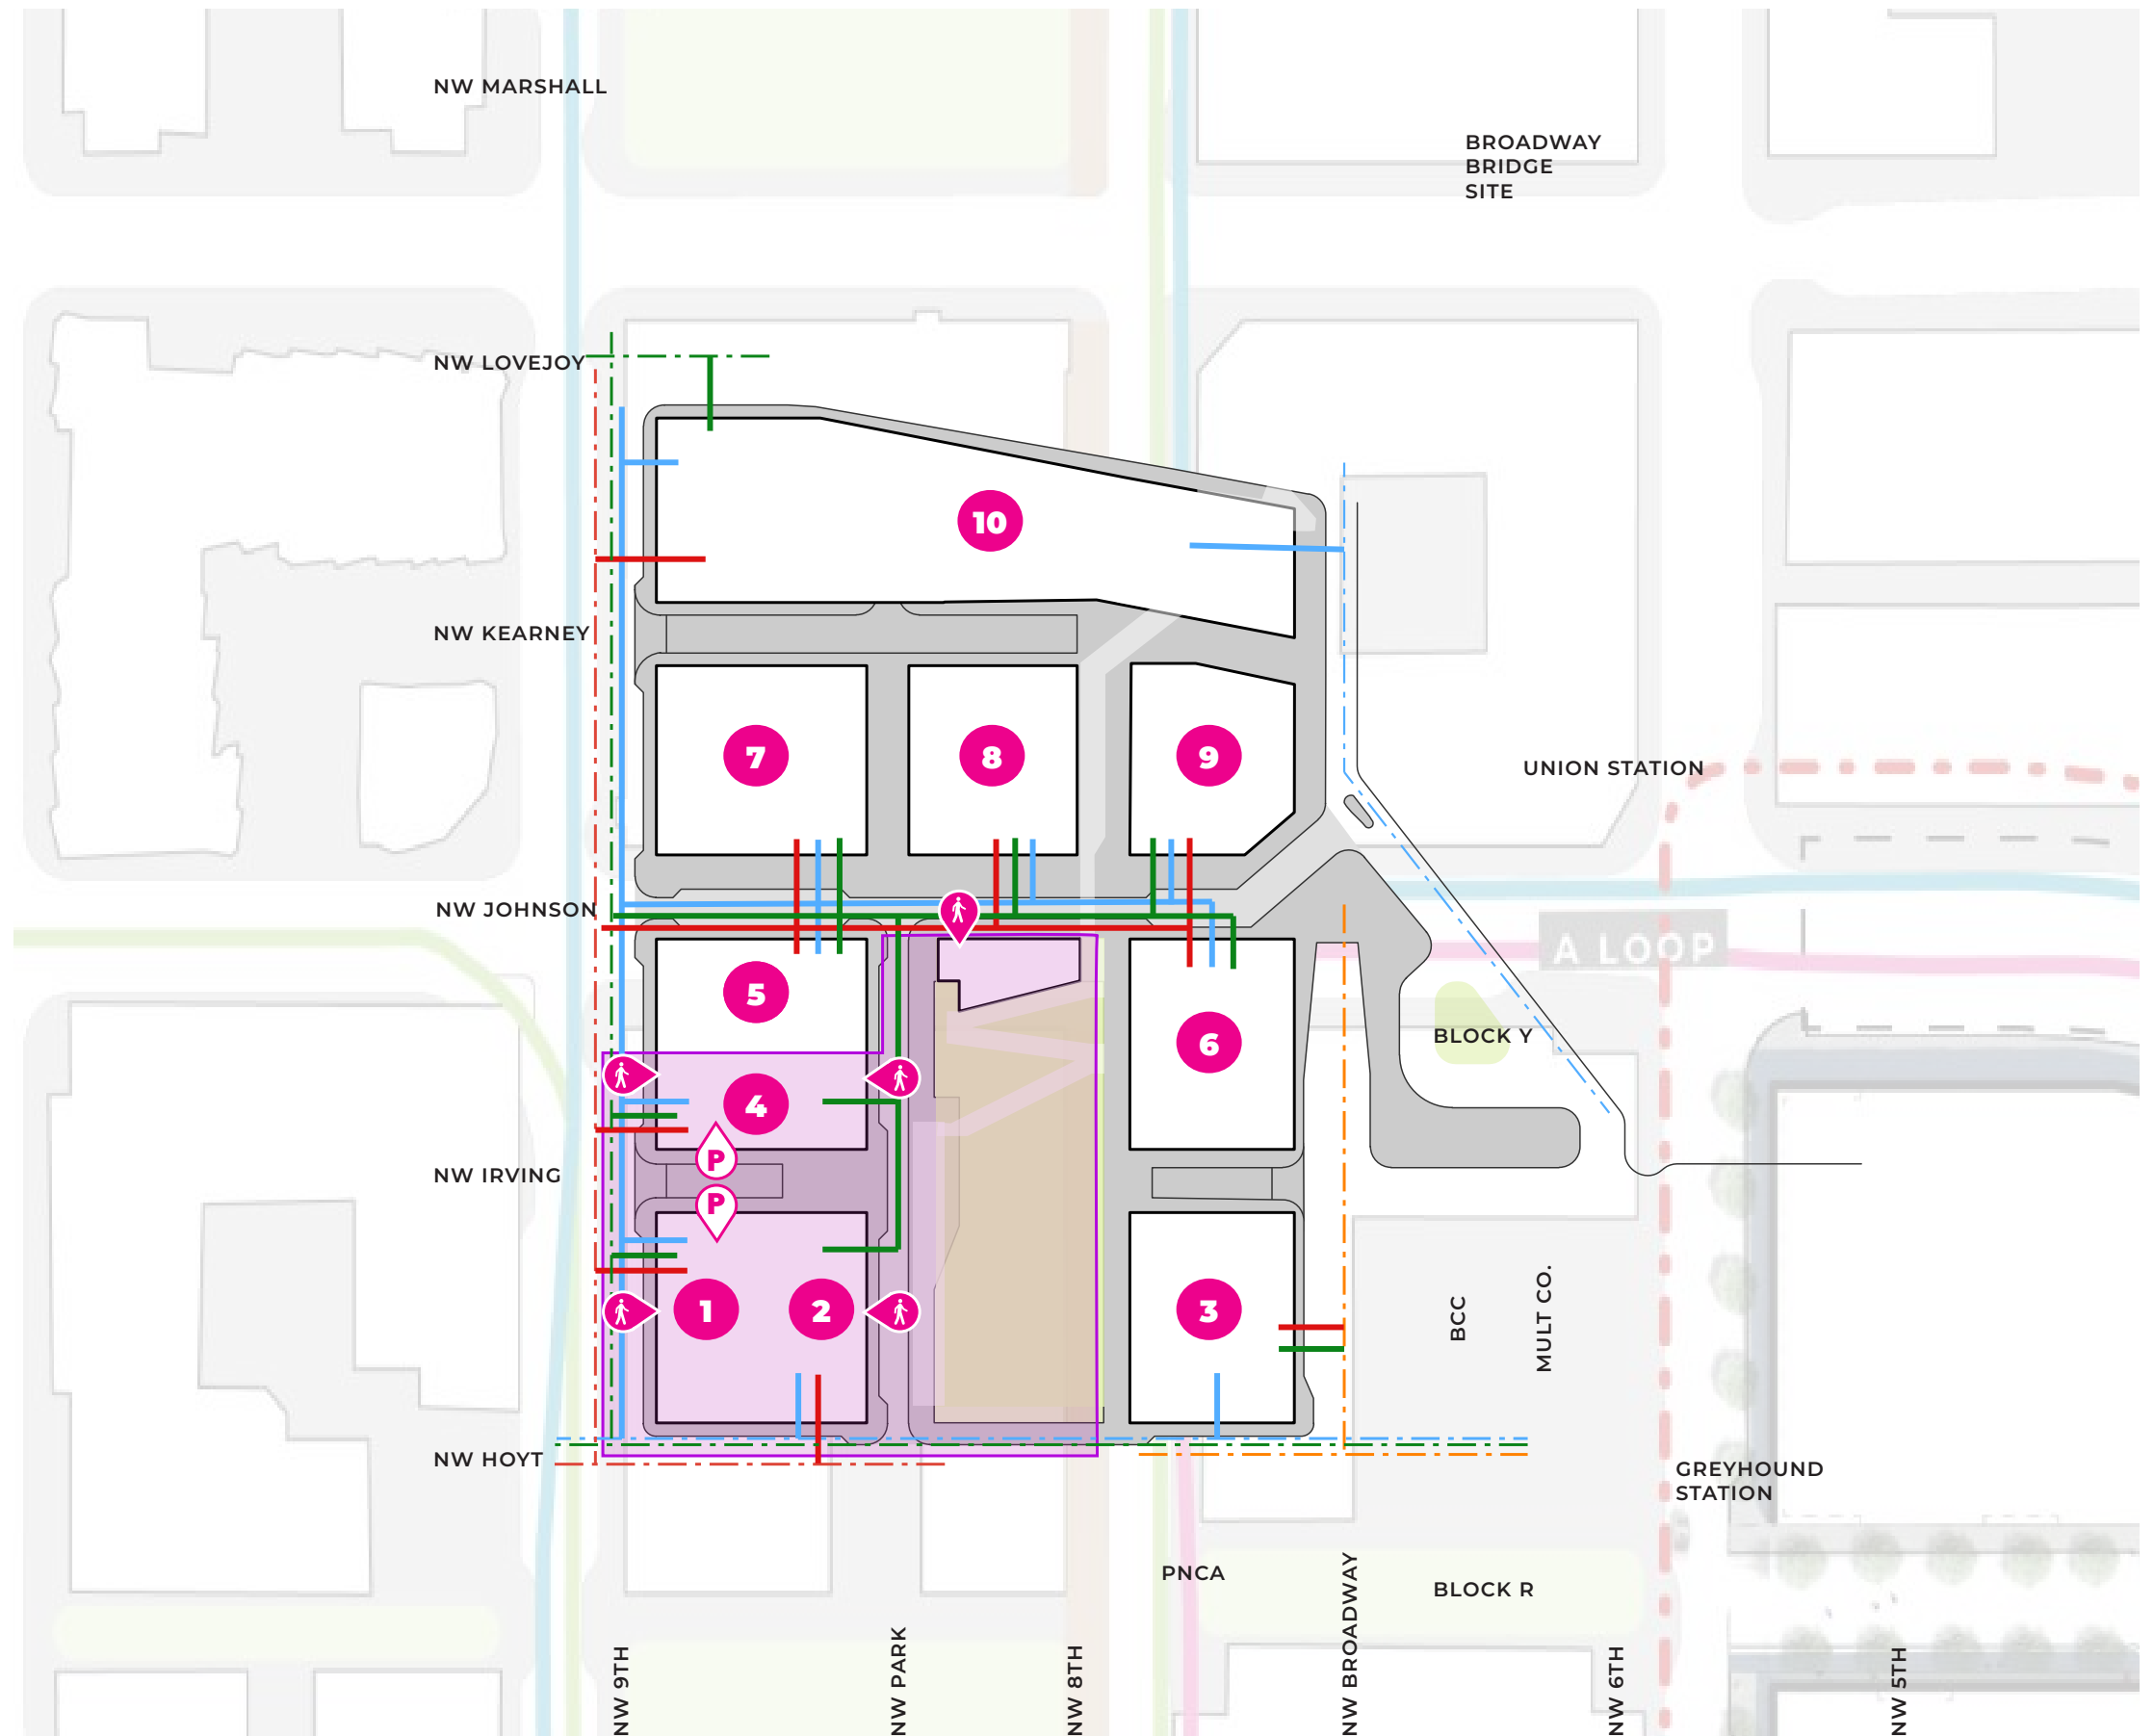 NW MARSHALL
BROADWAY
BRIDGE
SITE
NW LOVEJOY
10
NW KEARNEY
7
8
9
UNION STATION
NW JOHNSON
A LOOP
5
6
BLOCK Y
4
P
NW IRVING
P
1
2
3
BCC
MULT CO.
NW HOYT
GREYHOUND
STATION
PNCA
BLOCK R
NW 9TH
NW PARK
NW 8TH
NW BROADWAY
NW 6TH
NW 5TH